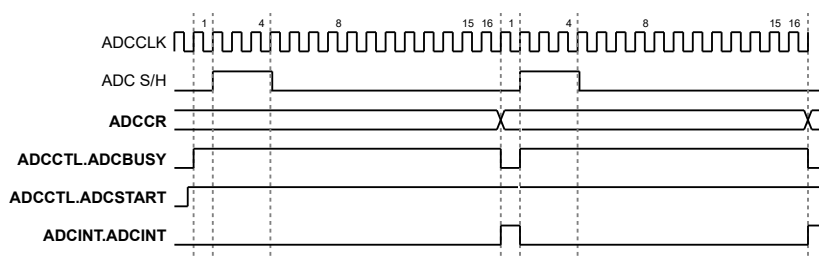 1 4 8 15 16 1 4 8 15 16
ADCCLK
ADC S/H
ADCCR
ADCCTL.ADCBUSY
ADCCTL.ADCSTART
ADCINT.ADCINT